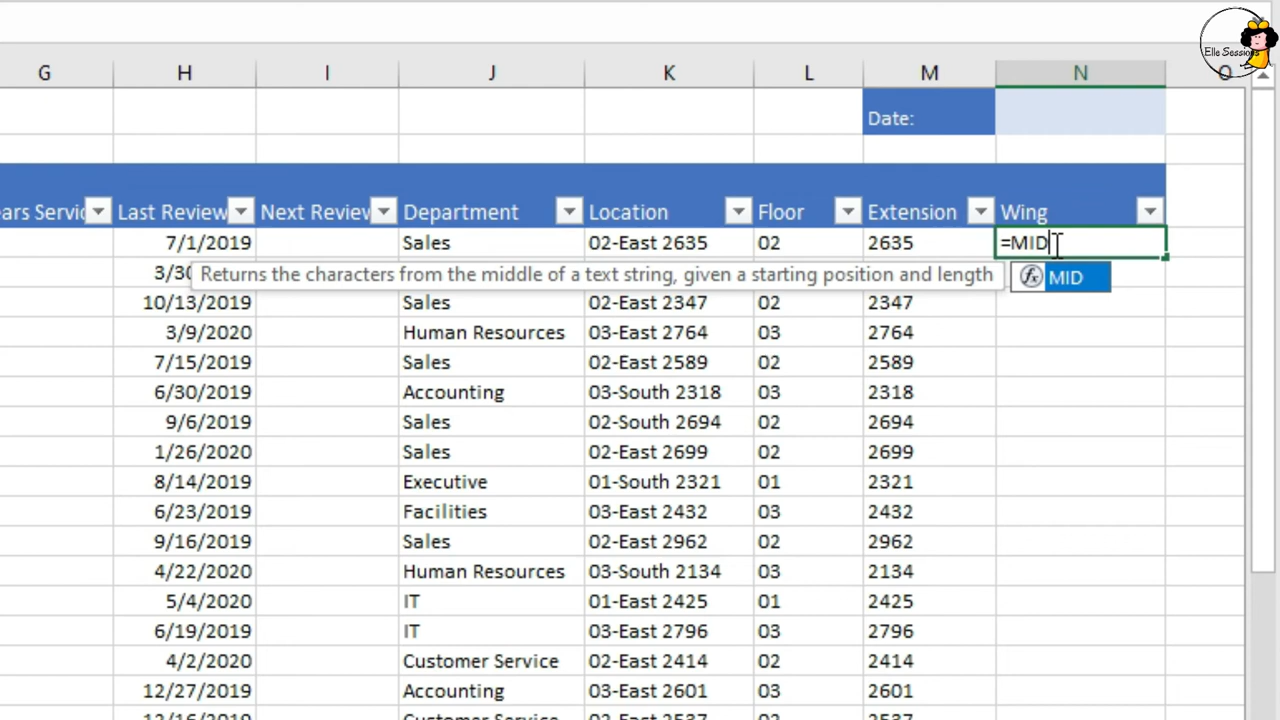 Elle Sessions
G H I J K L M N O
Date:
ears Servic Last Review Next Review Department Location Floor Extension Wing
7/1/2019 Sales 02-East 2635 02 2635 =MID
3/30 Returns the characters from the middle of a text string, given a starting position and length fx MID
10/13/2019 Sales 02-East 2347 02 2347
3/9/2020 Human Resources 03-East 2764 03 2764
7/15/2019 Sales 02-East 2589 02 2589
6/30/2019 Accounting 03-South 2318 03 2318
9/6/2019 Sales 02-South 2694 02 2694
1/26/2020 Sales 02-East 2699 02 2699
8/14/2019 Executive 01-South 2321 01 2321
6/23/2019 Facilities 03-East 2432 03 2432
9/16/2019 Sales 02-East 2962 02 2962
4/22/2020 Human Resources 03-South 2134 03 2134
5/4/2020 IT 01-East 2425 01 2425
6/19/2019 IT 03-East 2796 03 2796
4/2/2020 Customer Service 02-East 2414 02 2414
12/27/2019 Accounting 03-East 2601 03 2601
12/16/2019 Customer Service 02-East 2537 02 2537